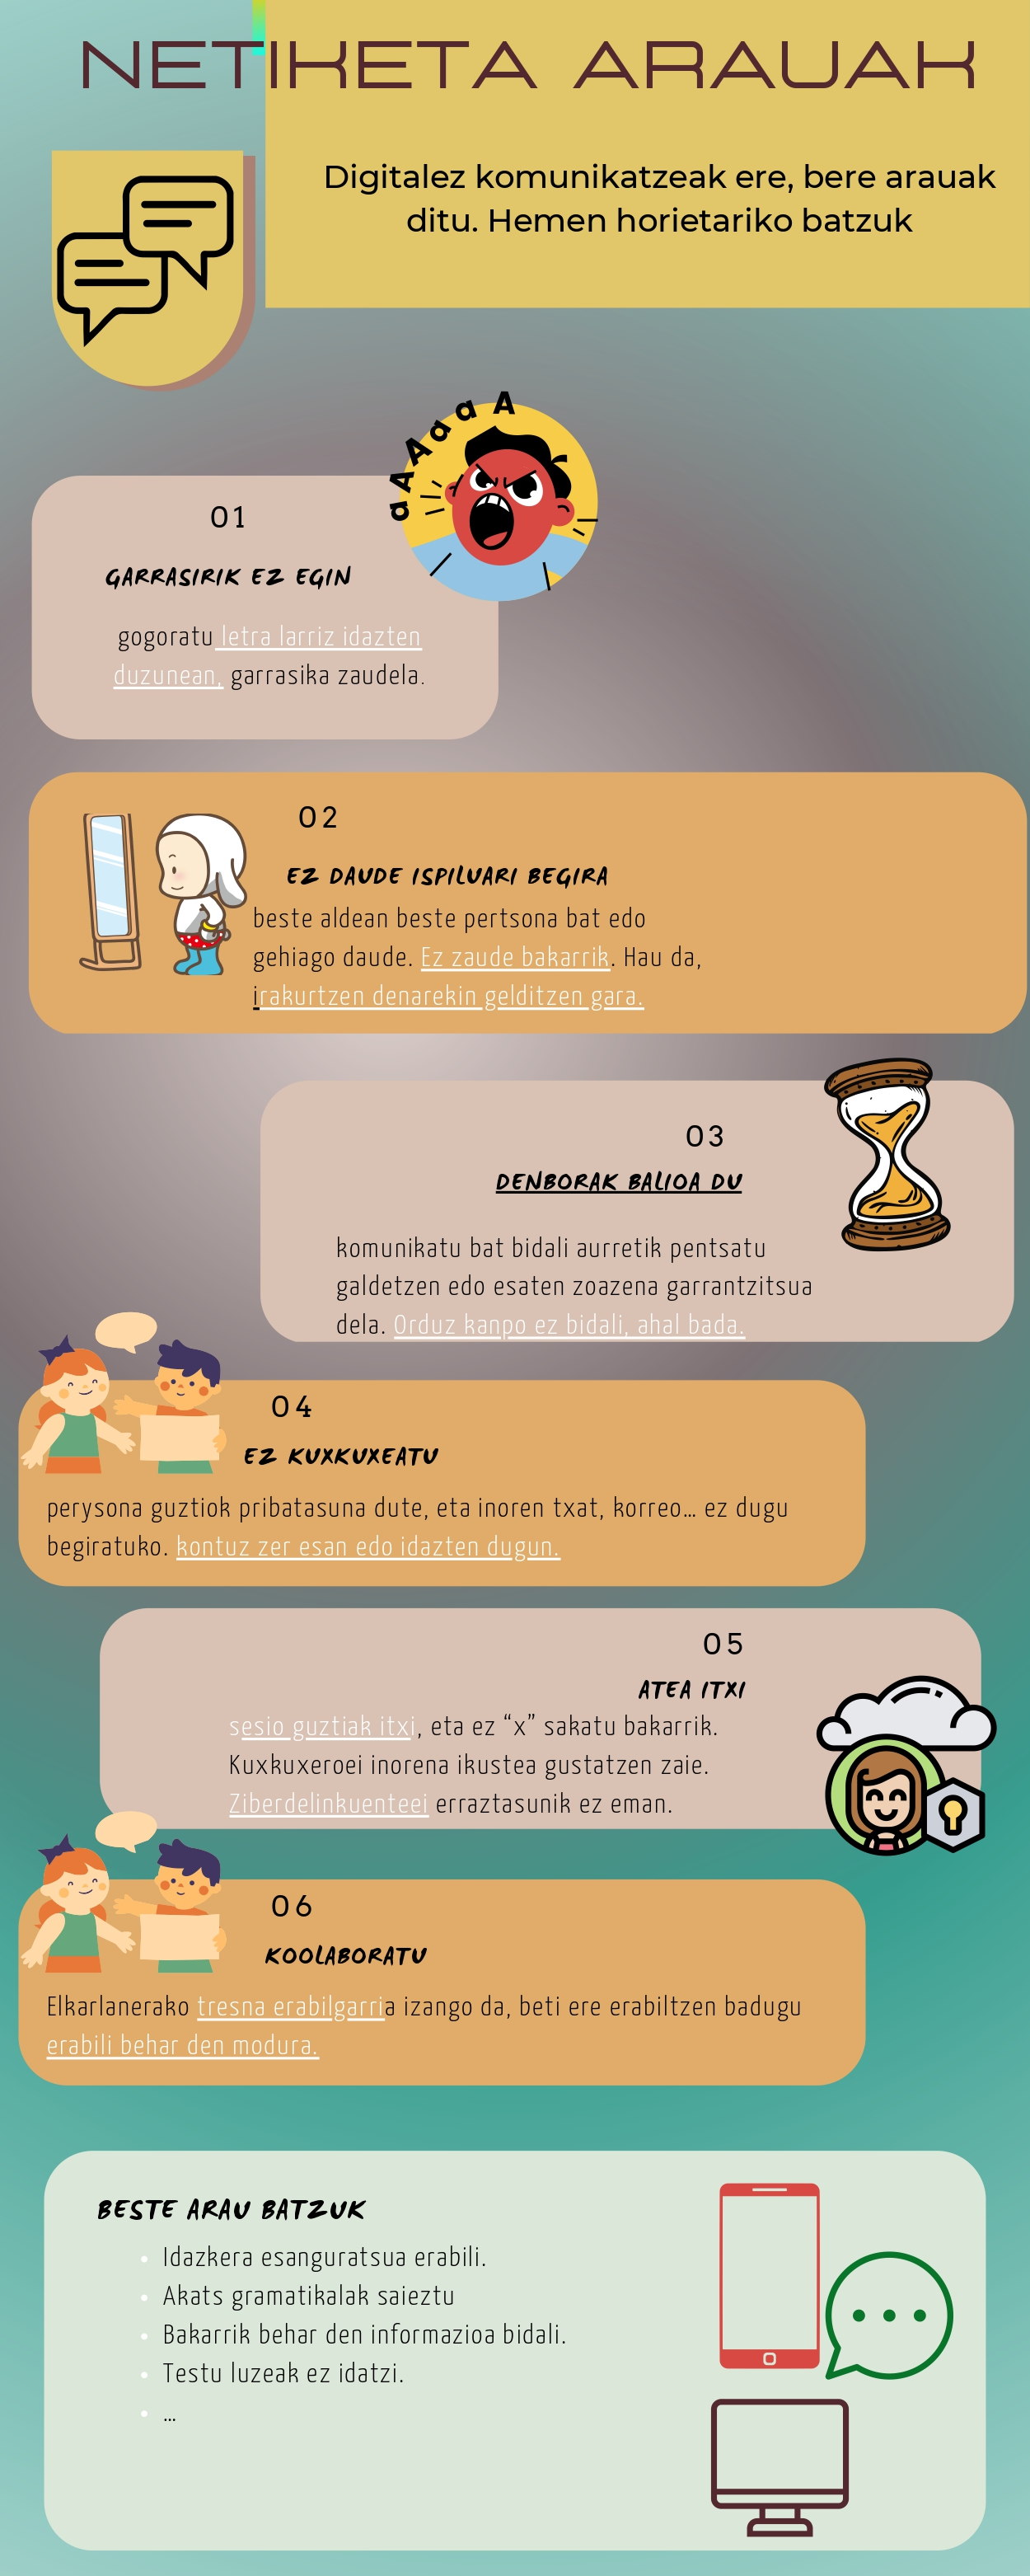 NETIKETA ARAUAK
Digitalez komunikatzeak ere, bere arauak
ditu. Hemen horietariko batzuk
aAAaaA
01
GARRASIRIK EZ EGIN
gogoratu letra larriz idazten
duzunean, garrasika zaudela.
02
EZ DAUDE ISPILUARI BEGIRA
beste aldean beste pertsona bat edo
gehiago daude. Ez zaude bakarrik. Hau da,
irakurtzen denarekin gelditzen gara.
03
DENBORAK BALIOA DU
komunikatu bat bidali aurretik pentsatu
galdetzen edo esaten zoazena garrantzitsua
dela. Orduz kanpo ez bidali, ahal bada.
04
EZ KUXKUXEATU
perysona guztiok pribatasuna dute, eta inoren txat, korreo... ez dugu
begiratuko. kontuz zer esan edo idazten dugun.
05
ATEA ITXI
sesio guztiak itxi, eta ez “x” sakatu bakarrik.
Kuxkuxeroei inorena ikustea gustatzen zaie.
Ziberdelinkuenteei erraztasunik ez eman.
06
KOOLABORATU
Elkarlanerako tresna erabilgarria izango da, beti ere erabiltzen badugu
erabili behar den modura.
BESTE ARAU BATZUK
• Idazkera esanguratsua erabili.
• Akats gramatikalak saieztu
• Bakarrik behar den informazioa bidali.
• Testu luzeak ez idatzi.
• ...